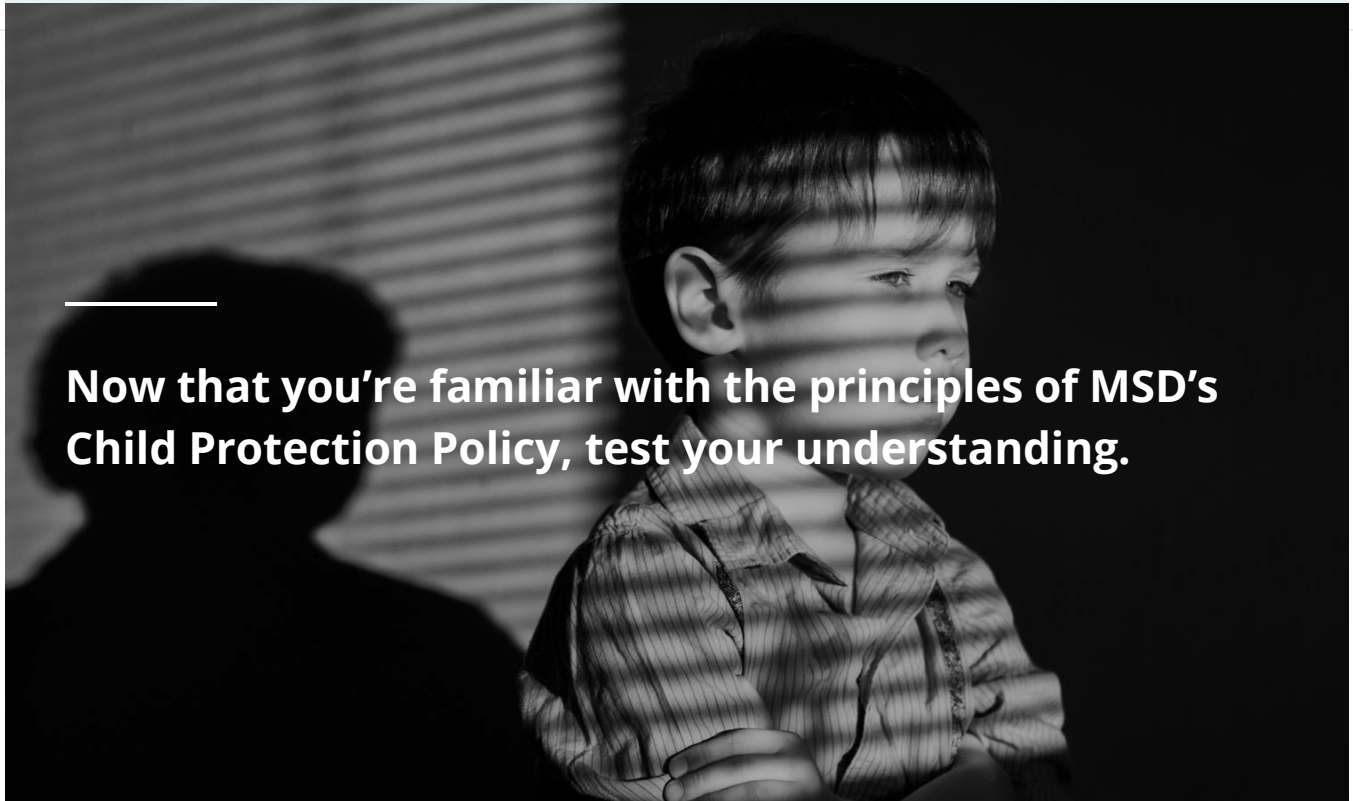 Now that you’re familiar with the principles of MSD’s
Child Protection Policy, test your understanding.